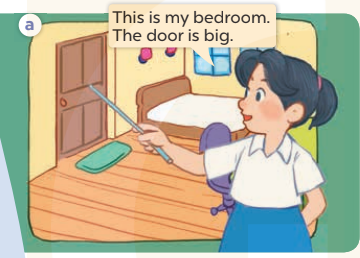 a
This is my bedroom.
The door is big.